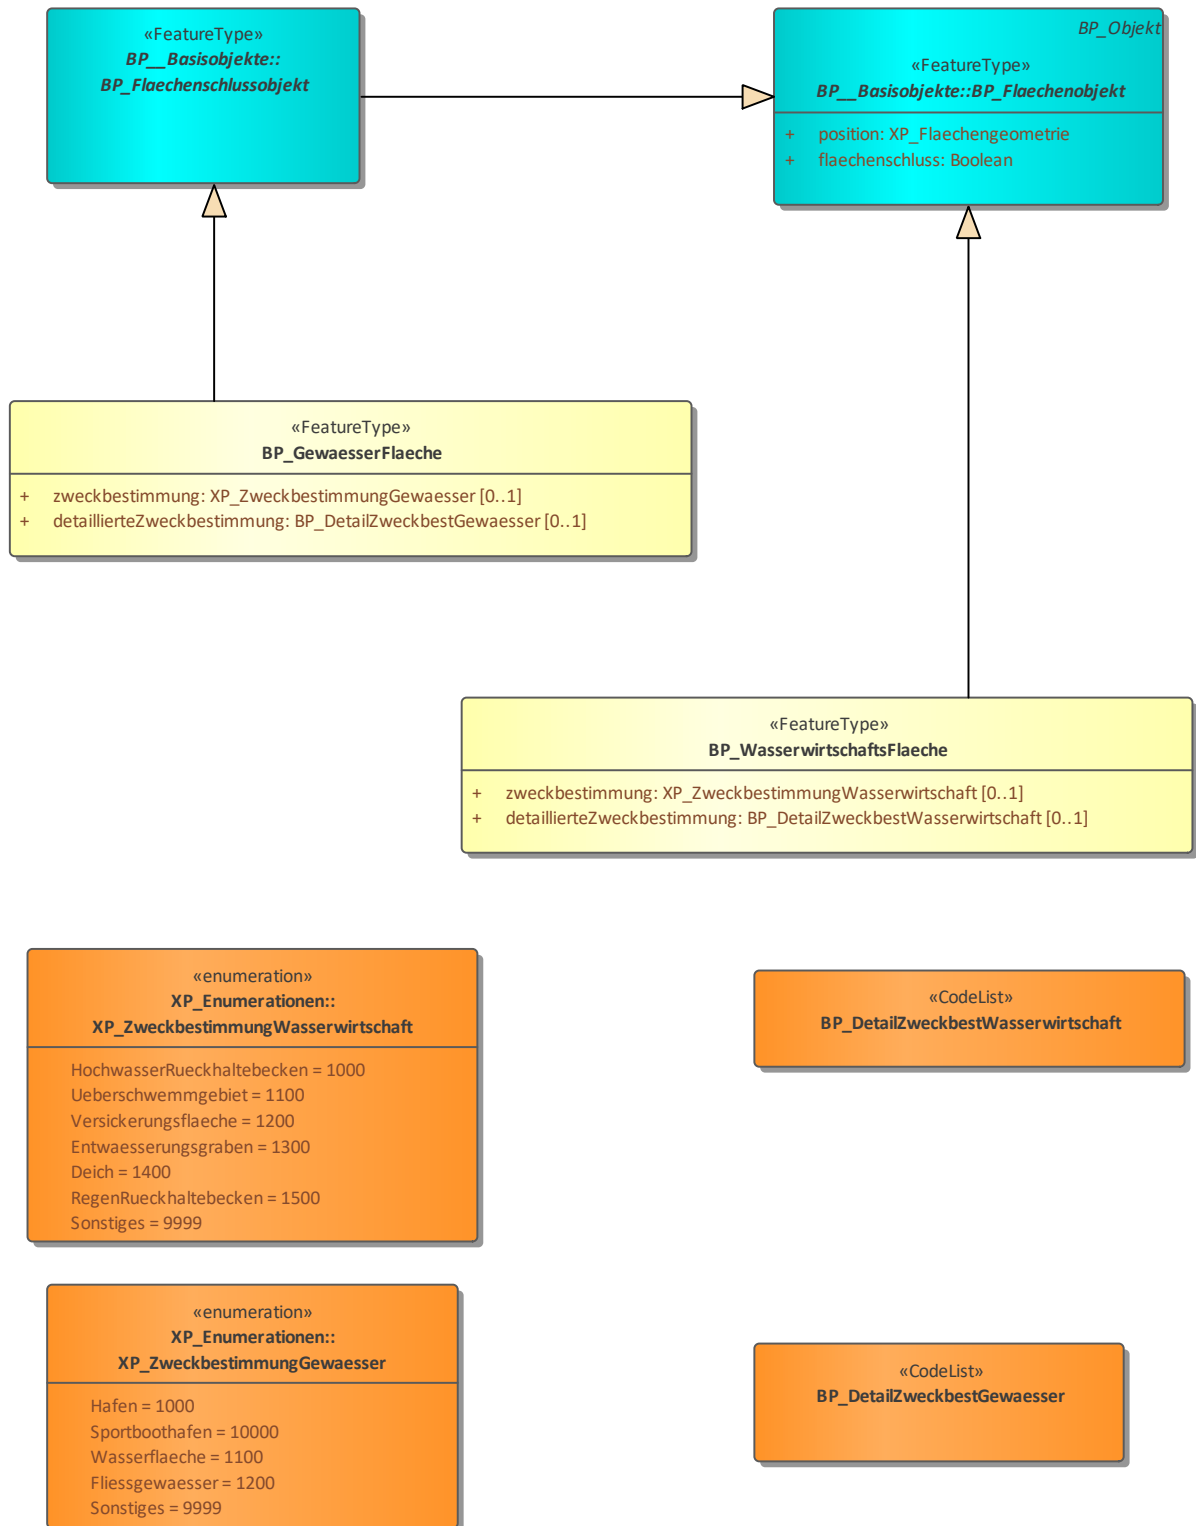 «FeatureType»
BP__Basisobjekte::
BP_Flaechenschlussobjekt
BP_Objekt
«FeatureType»
BP__Basisobjekte::BP_Flaechenobjekt
+ position: XP_Flaechengeometrie
+ flaechenschluss: Boolean
«FeatureType»
BP_GewaesserFlaeche
+ zweckbestimmung: XP_ZweckbestimmungGewaesser [0..1]
+ detaillierteZweckbestimmung: BP_DetailZweckbestGewaesser [0..1]
«FeatureType»
BP_WasserwirtschaftsFlaeche
+ zweckbestimmung: XP_ZweckbestimmungWasserwirtschaft [0..1]
+ detaillierteZweckbestimmung: BP_DetailZweckbestWasserwirtschaft [0..1]
«enumeration»
XP_Enumerationen::
XP_ZweckbestimmungWasserwirtschaft
HochwasserRueckhaltebecken = 1000
Ueberschwemmgebiet = 1100
Versickerungsflaeche = 1200
Entwaesserungsgraben = 1300
Deich = 1400
RegenRueckhaltebecken = 1500
Sonstiges = 9999
«CodeList»
BP_DetailZweckbestWasserwirtschaft
«enumeration»
XP_Enumerationen::
XP_ZweckbestimmungGewaesser
Hafen = 1000
Sportboothafen = 10000
Wasserflaeche = 1100
Fliessgewaesser = 1200
Sonstiges = 9999
«CodeList»
BP_DetailZweckbestGewaesser